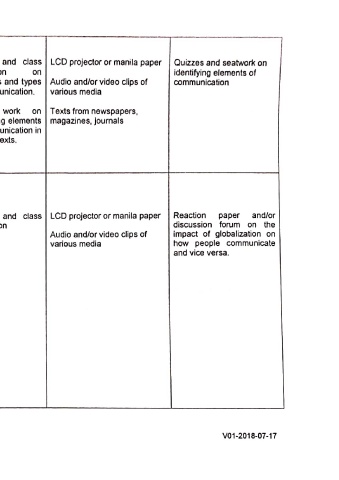 and class
on
and types
unication.
work on
elements
unication in
exts.
LCD projector or manila paper
Audio and/or video clips of
various media
Texts from newspapers,
magazines, journals
Quizzes and seatwork on
identifying elements of
communication
and class
on
LCD projector or manila paper
Audio and/or video clips of
various media
Reaction paper and/or
discussion forum on the
impact of globalization on
how people communicate
and vice versa.
V01-2018-07-17